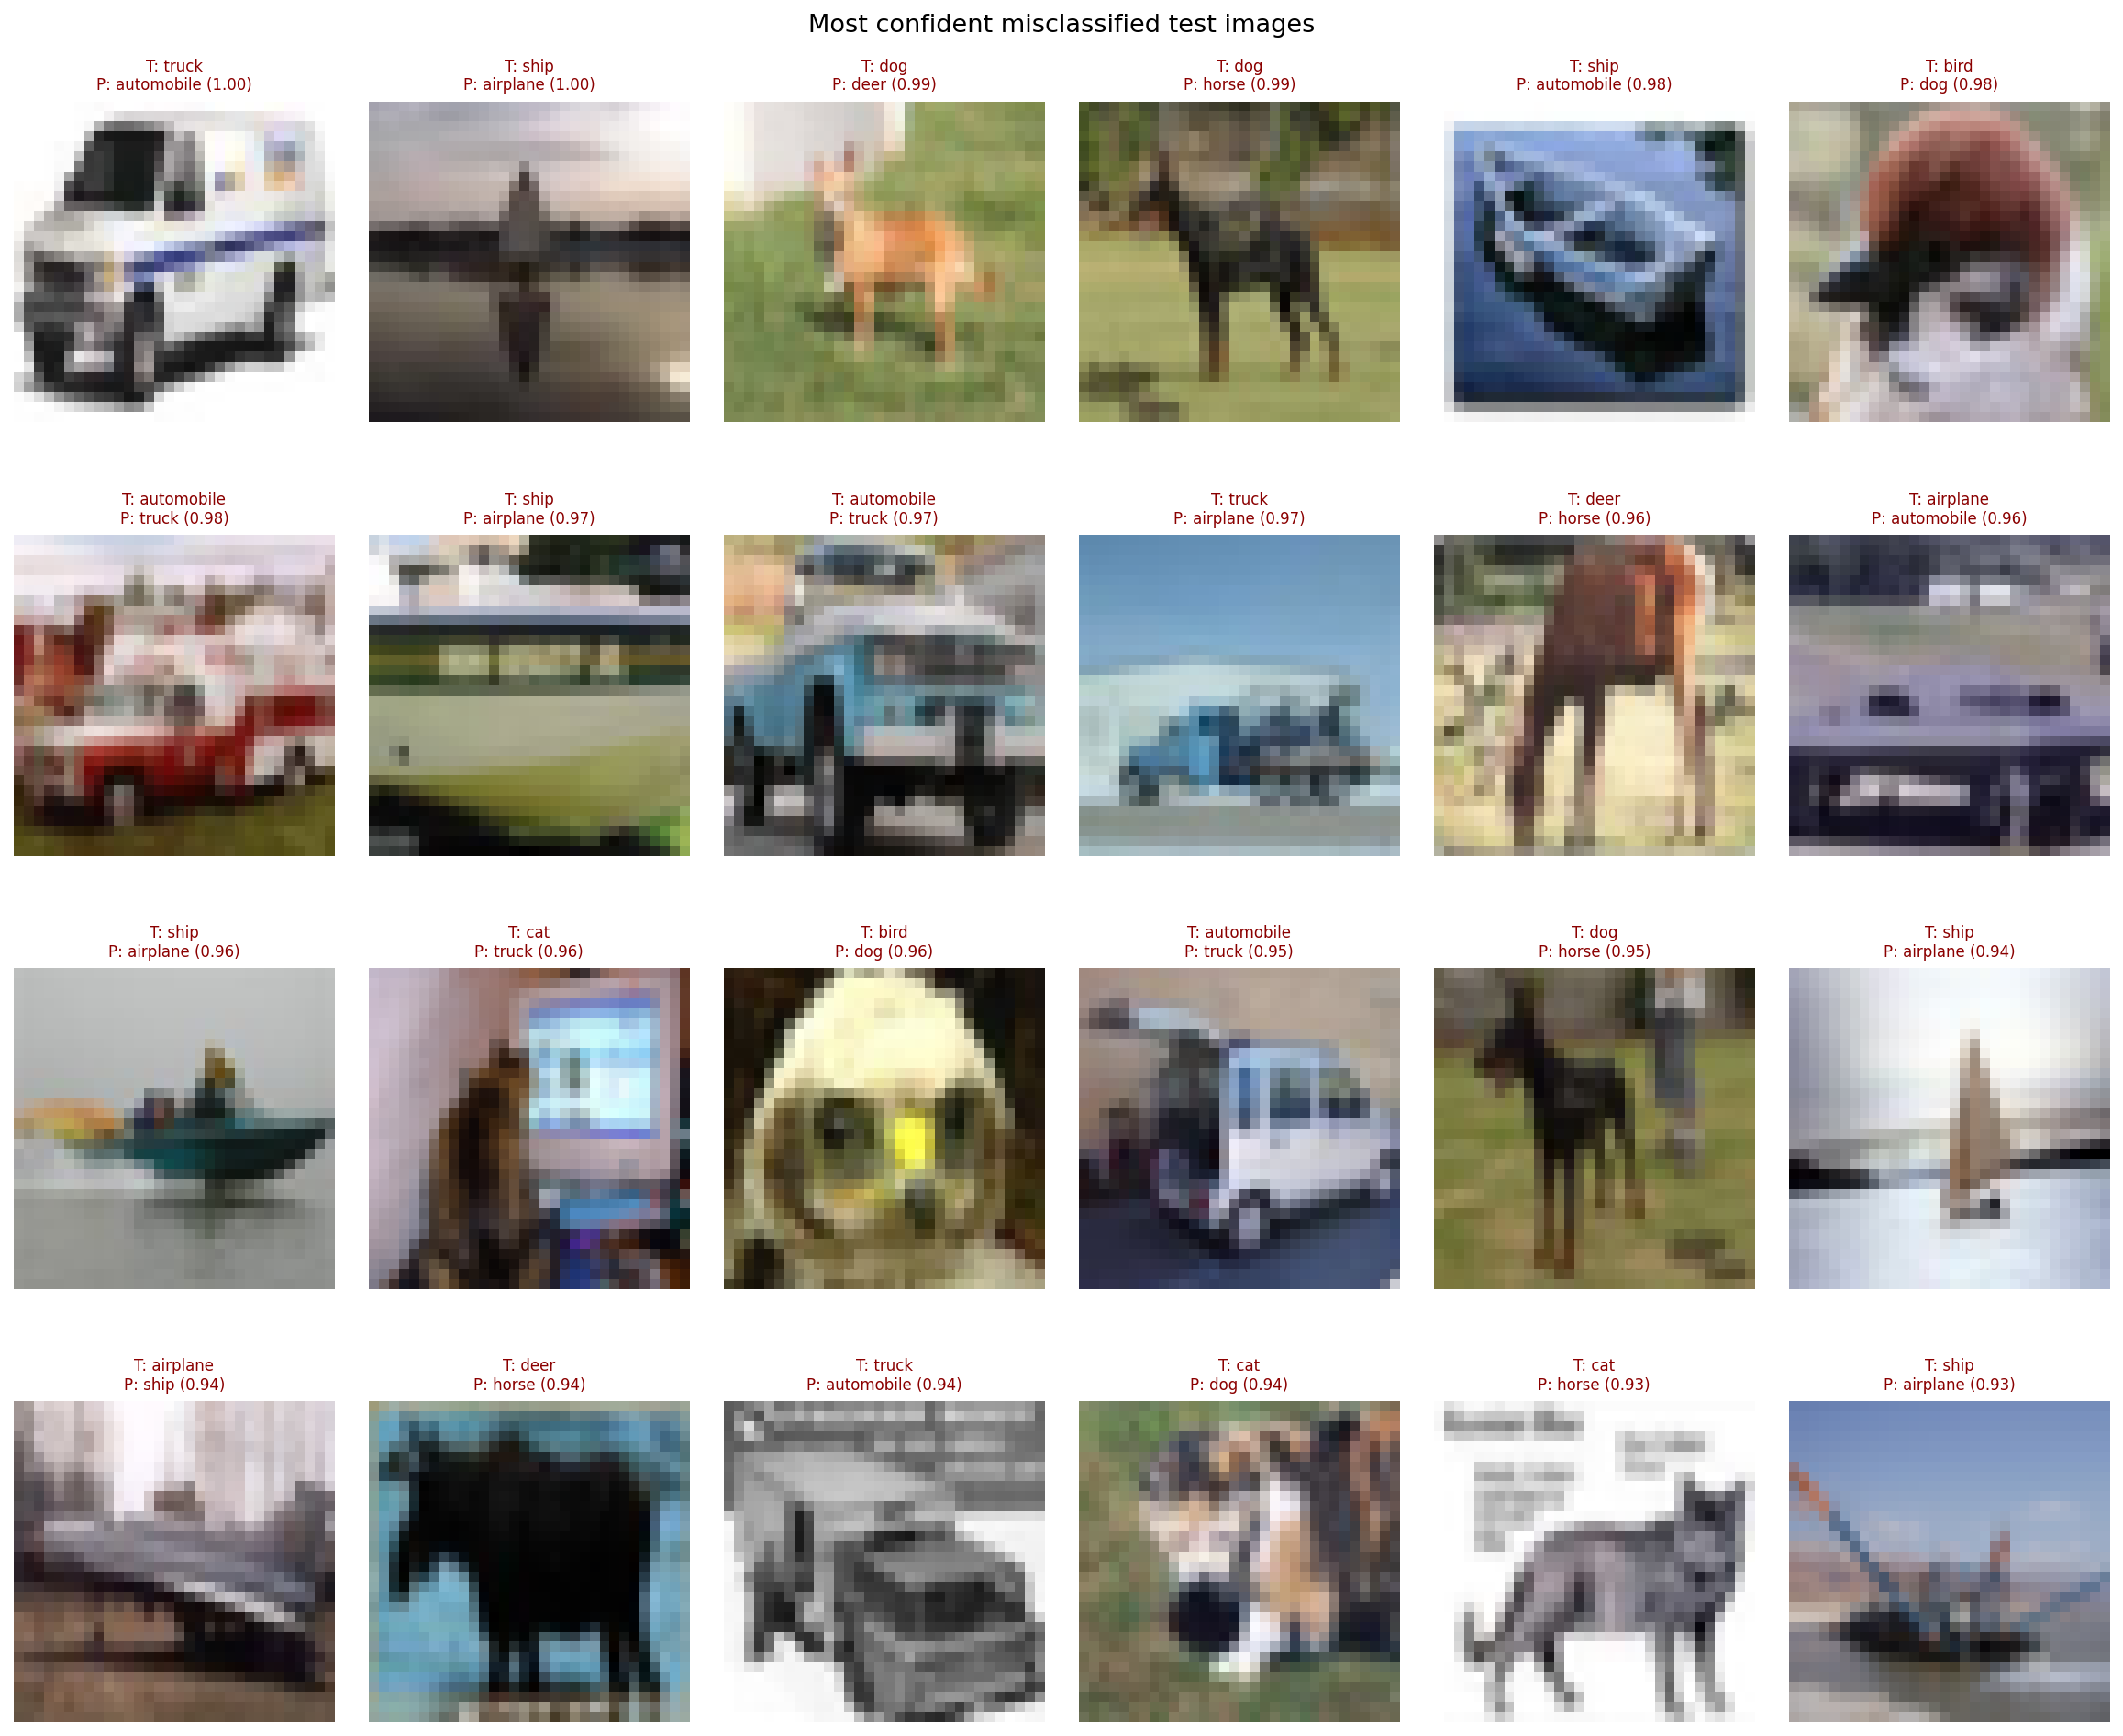 Most confident misclassified test images
T: truck
P: automobile (1.00)
T: ship
P: airplane (1.00)
T: dog
P: deer (0.99)
T: dog
P: horse (0.99)
T: ship
P: automobile (0.98)
T: bird
P: dog (0.98)
T: automobile
P: truck (0.98)
T: ship
P: airplane (0.97)
T: automobile
P: truck (0.97)
T: truck
P: airplane (0.97)
T: deer
P: horse (0.96)
T: airplane
P: automobile (0.96)
T: ship
P: airplane (0.96)
T: cat
P: truck (0.96)
T: bird
P: dog (0.96)
T: automobile
P: truck (0.95)
T: dog
P: horse (0.95)
T: ship
P: airplane (0.94)
T: airplane
P: ship (0.94)
T: deer
P: horse (0.94)
T: truck
P: automobile (0.94)
T: cat
P: dog (0.94)
T: cat
P: horse (0.93)
T: ship
P: airplane (0.93)